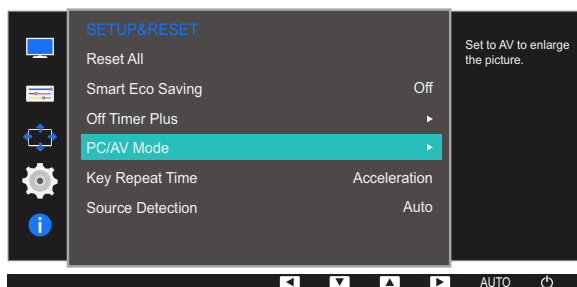 SETUP&RESET
Reset All
Smart Eco Saving Off
Off Timer Plus
PC/AV Mode
Key Repeat Time Acceleration
Source Detection Auto
Set to AV to enlarge
the picture.
AUTO